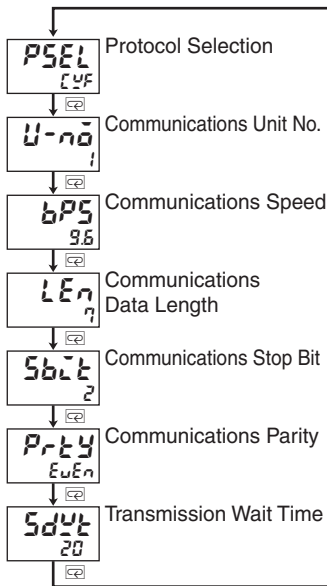 PSEL
CWF
Protocol Selection
U-no
1
Communications Unit No.
bPS
9.6
Communications Speed
LEn
7
Communications
Data Length
Sbit
2
Communications Stop Bit
PrtY
EvEn
Communications Parity
SdWt
20
Transmission Wait Time